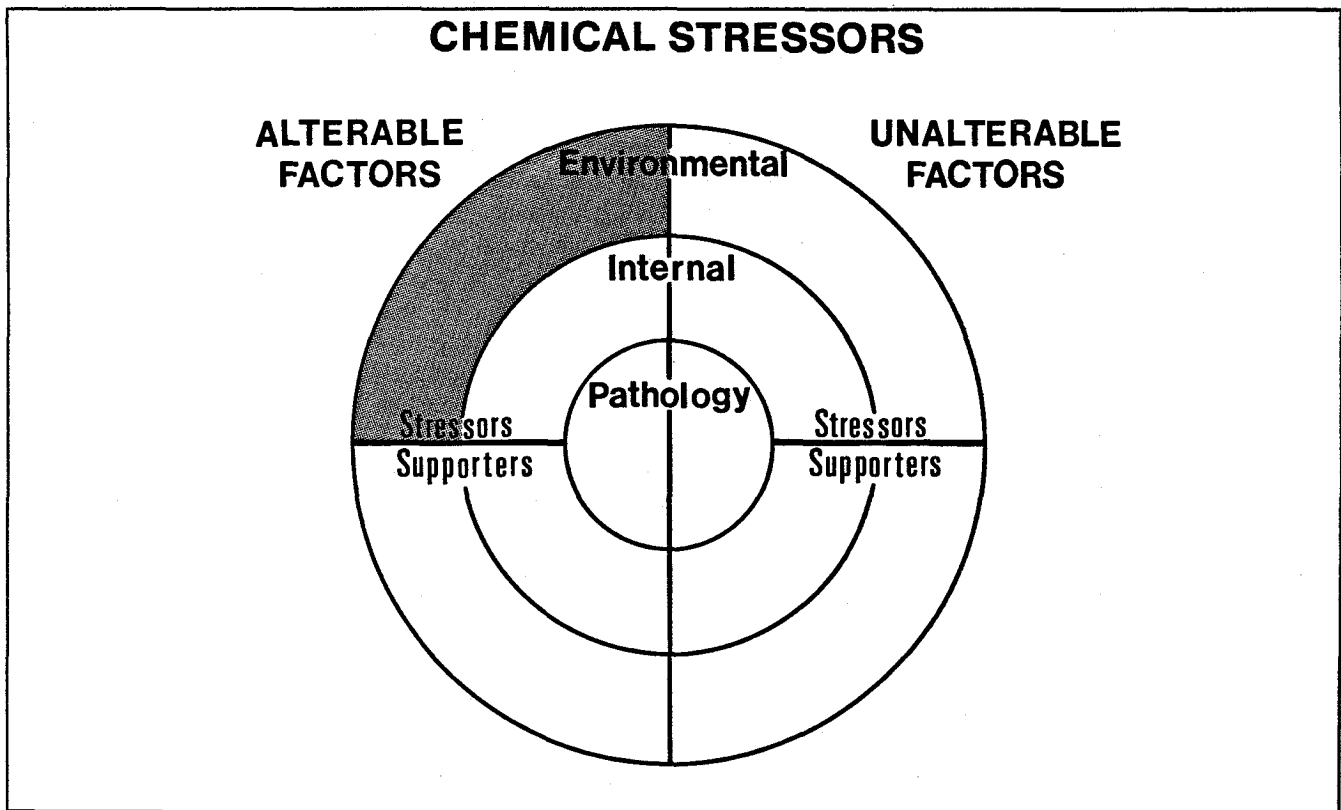 CHEMICAL STRESSORS
ALTERABLE
FACTORS
UNALTERABLE
FACTORS
Environmental
Internal
Pathology
Stressors
Supporters
Stressors
Supporters